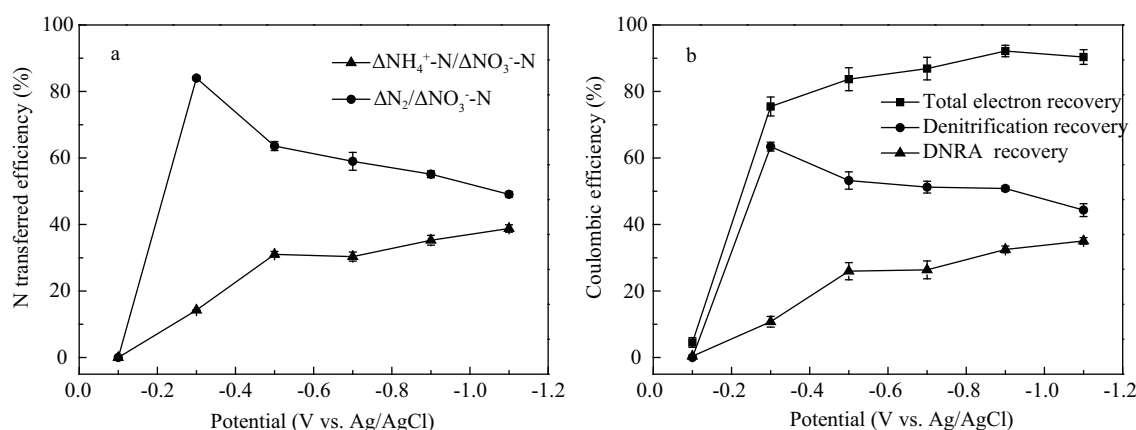 a
N transferred efficiency (%)
100
80
60
40
20
0
ΔNH₄⁺-N/ΔNO₃⁻-N
ΔN₂/ΔNO₃⁻-N
0.0 -0.2 -0.4 -0.6 -0.8 -1.0 -1.2
Potential (V vs. Ag/AgCl)
b
Coulombic efficiency (%)
100
80
60
40
20
0
Total electron recovery
Denitrification recovery
DNRA recovery
0.0 -0.2 -0.4 -0.6 -0.8 -1.0 -1.2
Potential (V vs. Ag/AgCl)